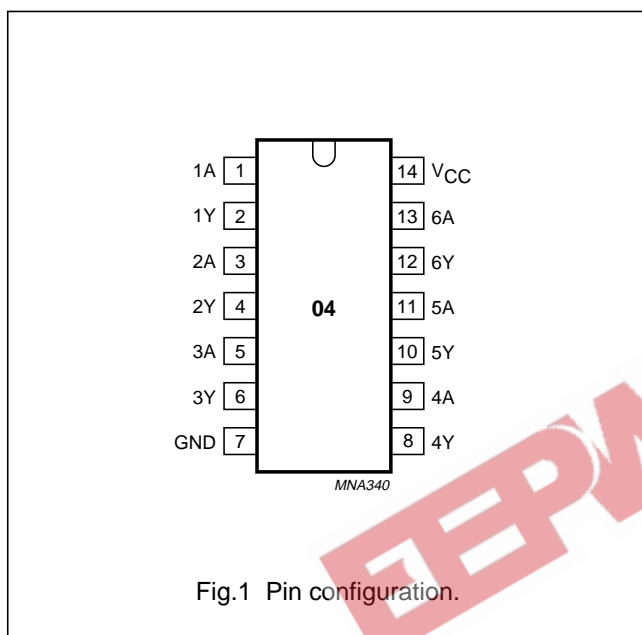 1A 1 14 VCC
1Y 2 13 6A
2A 3 12 6Y
2Y 4 04 11 5A
3A 5 10 5Y
3Y 6 9 4A
GND 7 8 4Y
MNA340
EEPW
Fig.1 Pin configuration.